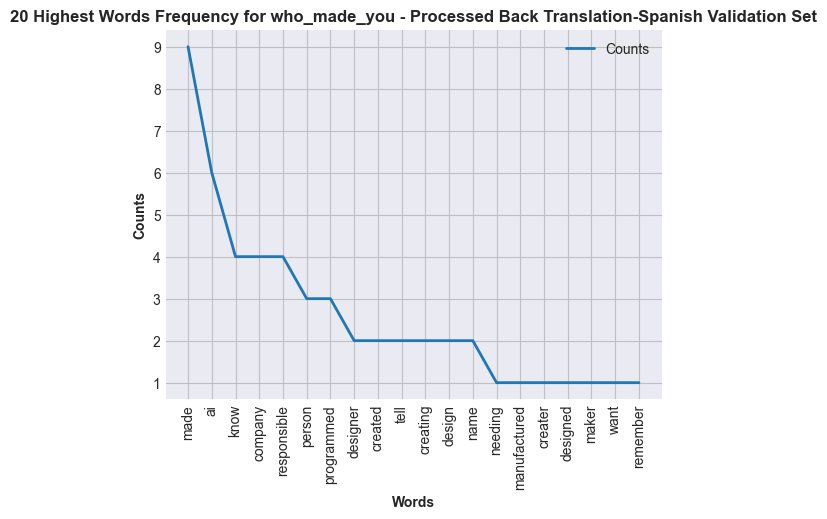 20 Highest Words Frequency for who_made_you - Processed Back Translation-Spanish Validation Set
Counts
9
8
7
6
5
4
3
2
1
Counts
made
ai
know
company
responsible
person
programmed
designer
created
tell
creating
design
name
needing
manufactured
creater
designed
maker
want
remember
Words